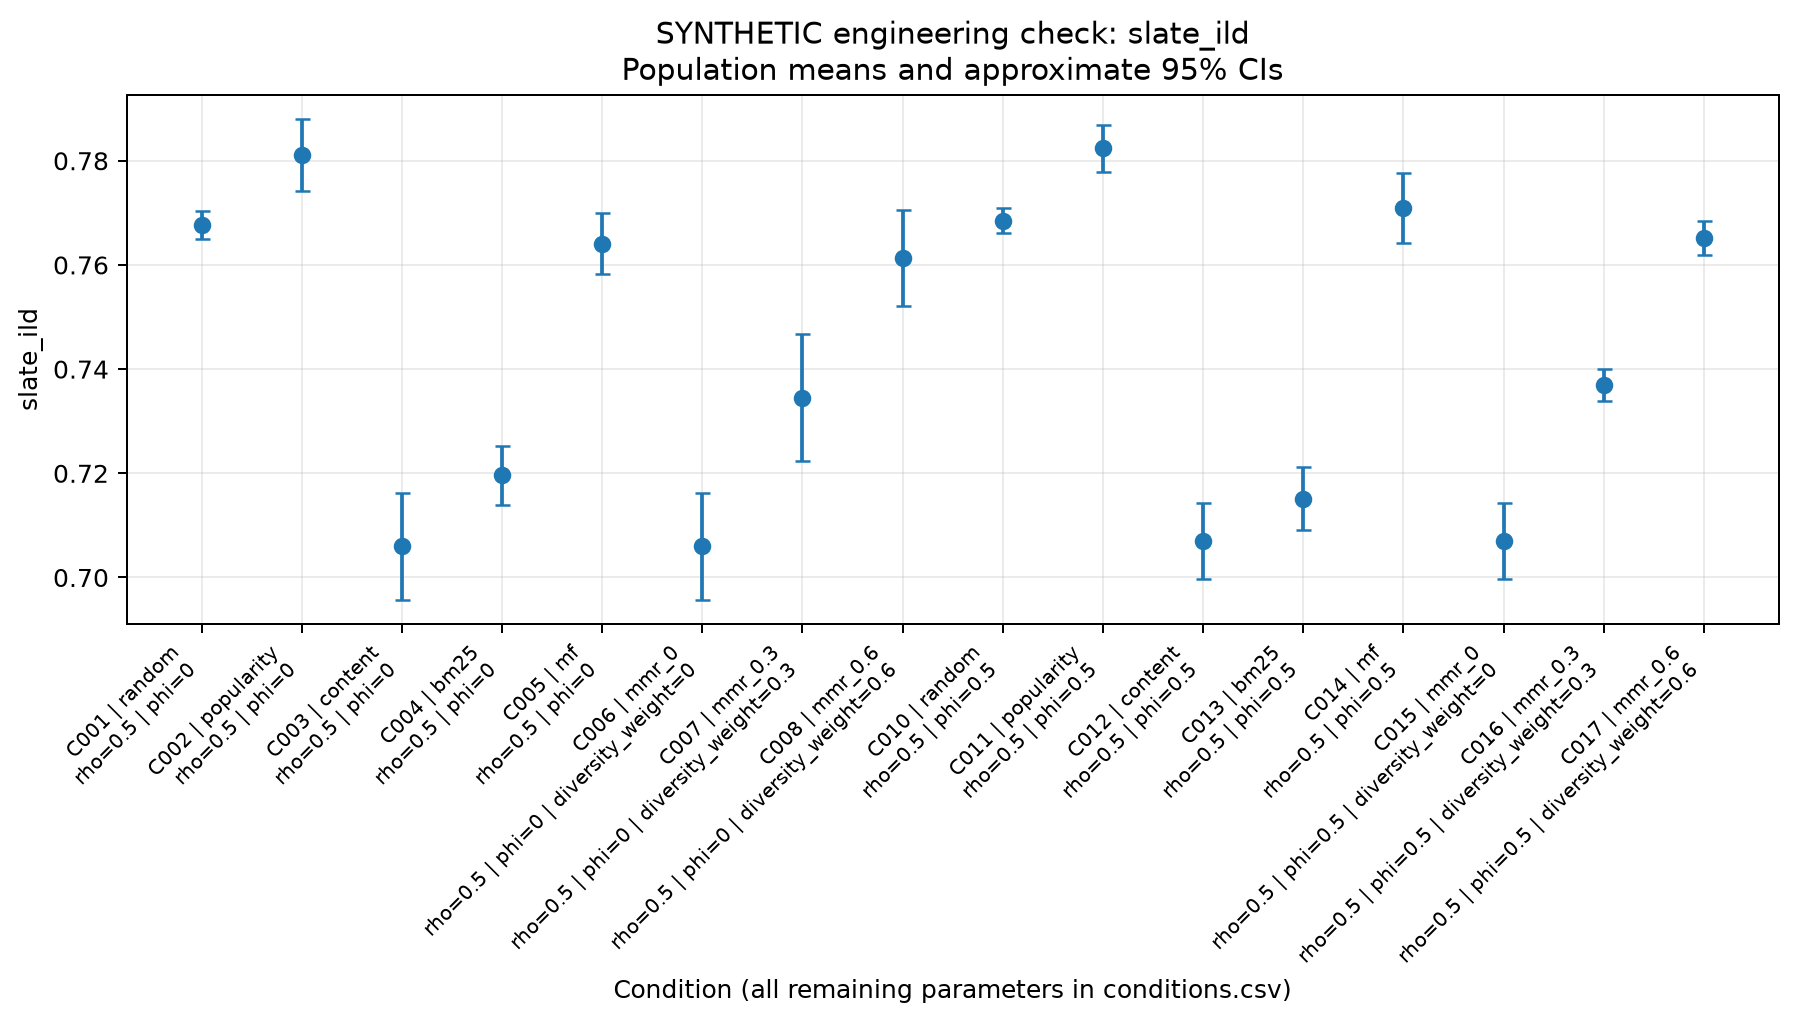 SYNTHETIC engineering check: slate_ild
Population means and approximate 95% CIs
slate_ild
0.78
0.76
0.74
0.72
0.70
C001 | random
rho=0.5 | phi=0
C002 | popularity
rho=0.5 | phi=0
C003 | content
rho=0.5 | phi=0
C004 | bm25
rho=0.5 | phi=0
C005 | mf
rho=0.5 | phi=0
C006 | mmr_0
rho=0.5 | phi=0 | diversity_weight=0
C007 | mmr_0.3
rho=0.5 | phi=0 | diversity_weight=0.3
C008 | mmr_0.6
rho=0.5 | phi=0 | diversity_weight=0.6
C010 | random
rho=0.5 | phi=0.5
C011 | popularity
rho=0.5 | phi=0.5
C012 | content
rho=0.5 | phi=0.5
C013 | bm25
rho=0.5 | phi=0.5
C014 | mf
rho=0.5 | phi=0.5
C015 | mmr_0
rho=0.5 | phi=0.5 | diversity_weight=0
C016 | mmr_0.3
rho=0.5 | phi=0.5 | diversity_weight=0.3
C017 | mmr_0.6
rho=0.5 | phi=0.5 | diversity_weight=0.6
Condition (all remaining parameters in conditions.csv)